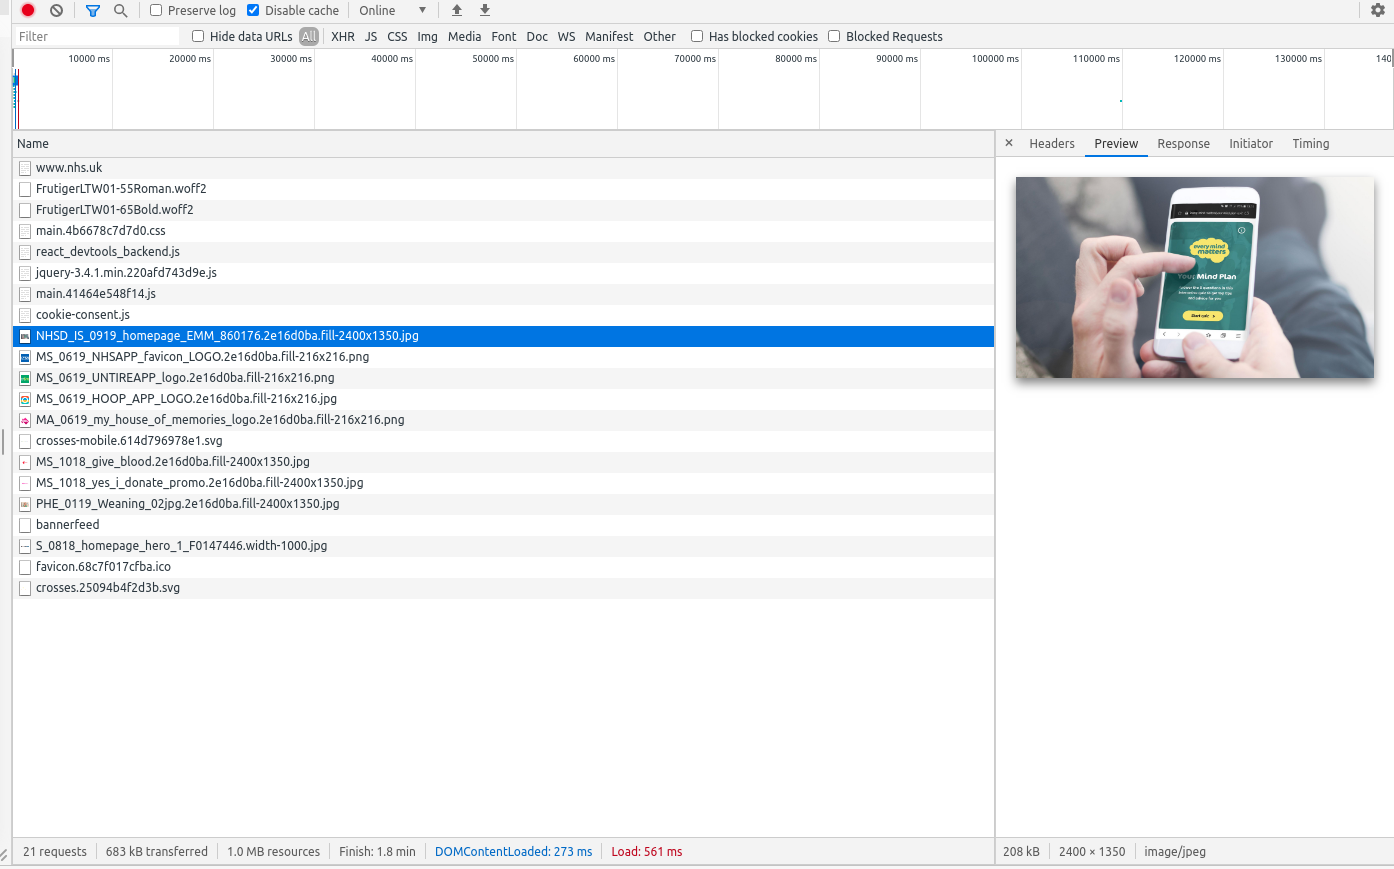 Preserve log Disable cache Online
Filter Hide data URLs All XHR JS CSS Img Media Font Doc WS Manifest Other Has blocked cookies Blocked Requests
10000 ms 20000 ms 30000 ms 40000 ms 50000 ms 60000 ms 70000 ms 80000 ms 90000 ms 100000 ms 110000 ms 120000 ms 130000 ms 140
Name
www.nhs.uk
FrutigerLTW01-55Roman.woff2
FrutigerLTW01-65Bold.woff2
main.4b6678c7d7d0.css
react_devtools_backend.js
jquery-3.4.1.min.220afd743d9e.js
main.41464e548f14.js
cookie-consent.js
NHSD_IS_0919_homepage_EMM_860176.2e16d0ba.fill-2400x1350.jpg
MS_0619_NHSAPP_favicon_LOGO.2e16d0ba.fill-216x216.png
MS_0619_UNTIREAPP_logo.2e16d0ba.fill-216x216.png
MS_0619_HOOP_APP_LOGO.2e16d0ba.fill-216x216.jpg
MA_0619_my_house_of_memories_logo.2e16d0ba.fill-216x216.png
crosses-mobile.614d796978e1.svg
MS_1018_give_blood.2e16d0ba.fill-2400x1350.jpg
MS_1018_yes_i_donate_promo.2e16d0ba.fill-2400x1350.jpg
PHE_0119_Weaning_02jpg.2e16d0ba.fill-2400x1350.jpg
bannerfeed
S_0818_homepage_hero_1_F0147446.width-1000.jpg
favicon.68c7f017cfba.ico
crosses.25094b4f2d3b.svg
21 requests 683 kB transferred 1.0 MB resources Finish: 1.8 min DOMContentLoaded: 273 ms Load: 561 ms
× Headers Preview Response Initiator Timing
every mind
matters
Your Mind Plan
Start quiz
208 kB 2400 × 1350 image/jpeg